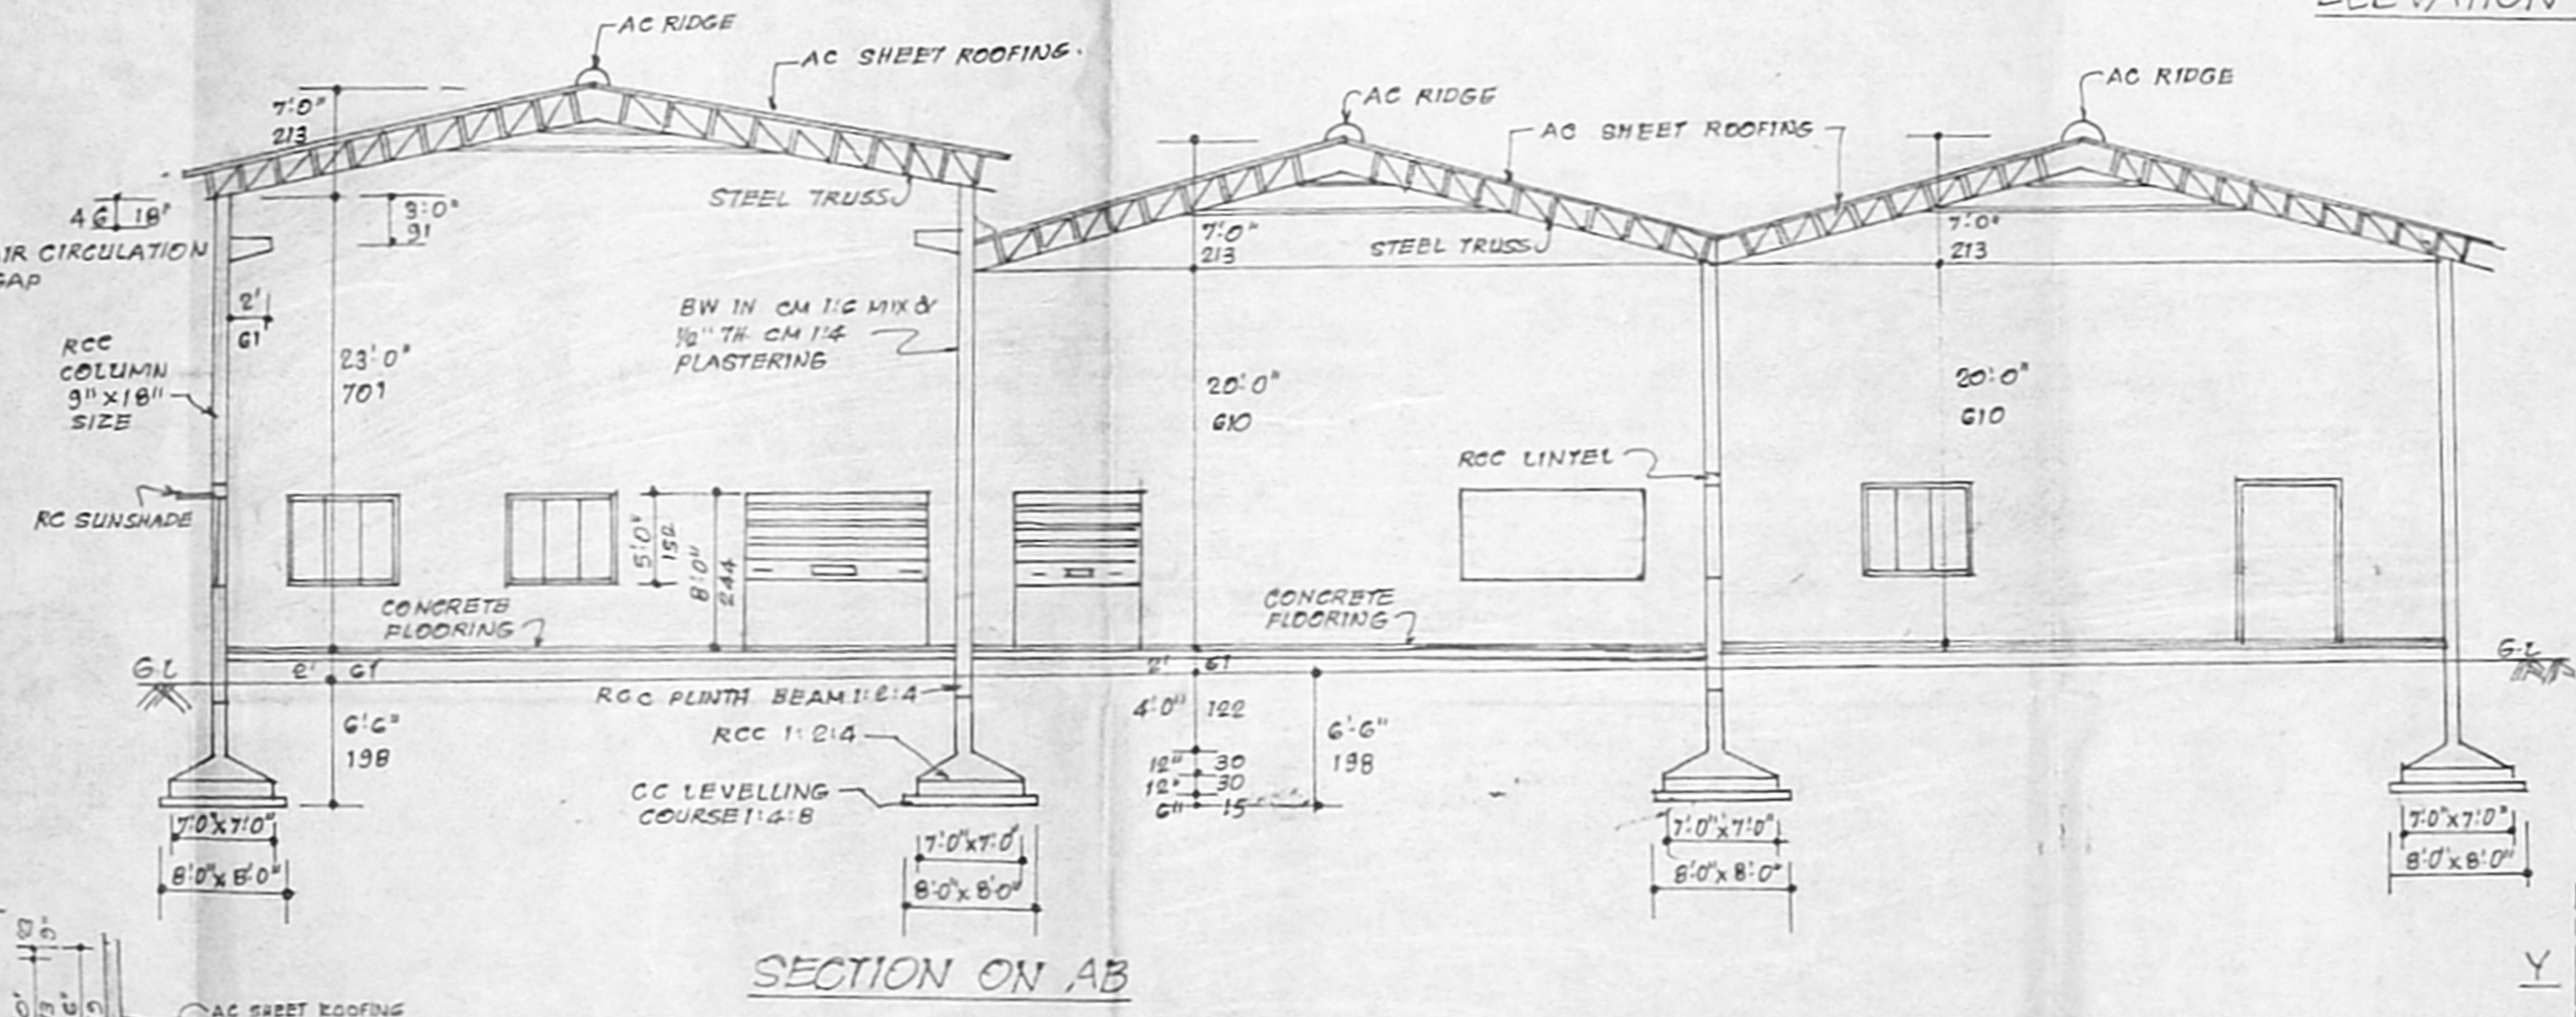 ELEVATION
AC RIDGE
AC SHEET ROOFING.
AC RIDGE
AC RIDGE
AC SHEET ROOFING
7'.0"
213
STEEL TRUSS
46 18"
IR CIRCULATION
GAP
3'.0"
91
7'.0"
213
STEEL TRUSS
7'.0"
213
2'
61
BW IN CM 1:6 MIX &
1/2" TH. CM 1:4
PLASTERING
RCC
COLUMN
9"x18"
SIZE
23'.0"
701
20'.0"
610
20'.0"
610
RCC LINTEL
RC SUNSHADE
5'.0"
152
8'.0"
244
CONCRETE
FLOORING
CONCRETE
FLOORING
G.L
2' 61
2' 61
G.L
RCC PLINTH BEAM 1:2:4
RCC 1:2:4
CC LEVELLING
COURSE 1:4:8
6'.6"
198
4'.0" 122
12" 30
12" 30
6" 15
6'-6"
198
7'.0"x7'.0"
8'.0"x8'.0"
7'.0"x7'.0"
8'.0"x8'.0"
7'.0"x7'.0"
8'.0"x8'.0"
7'.0"x7'.0"
8'.0"x8'.0"
SECTION ON AB
Y
AC SHEET ROOFING